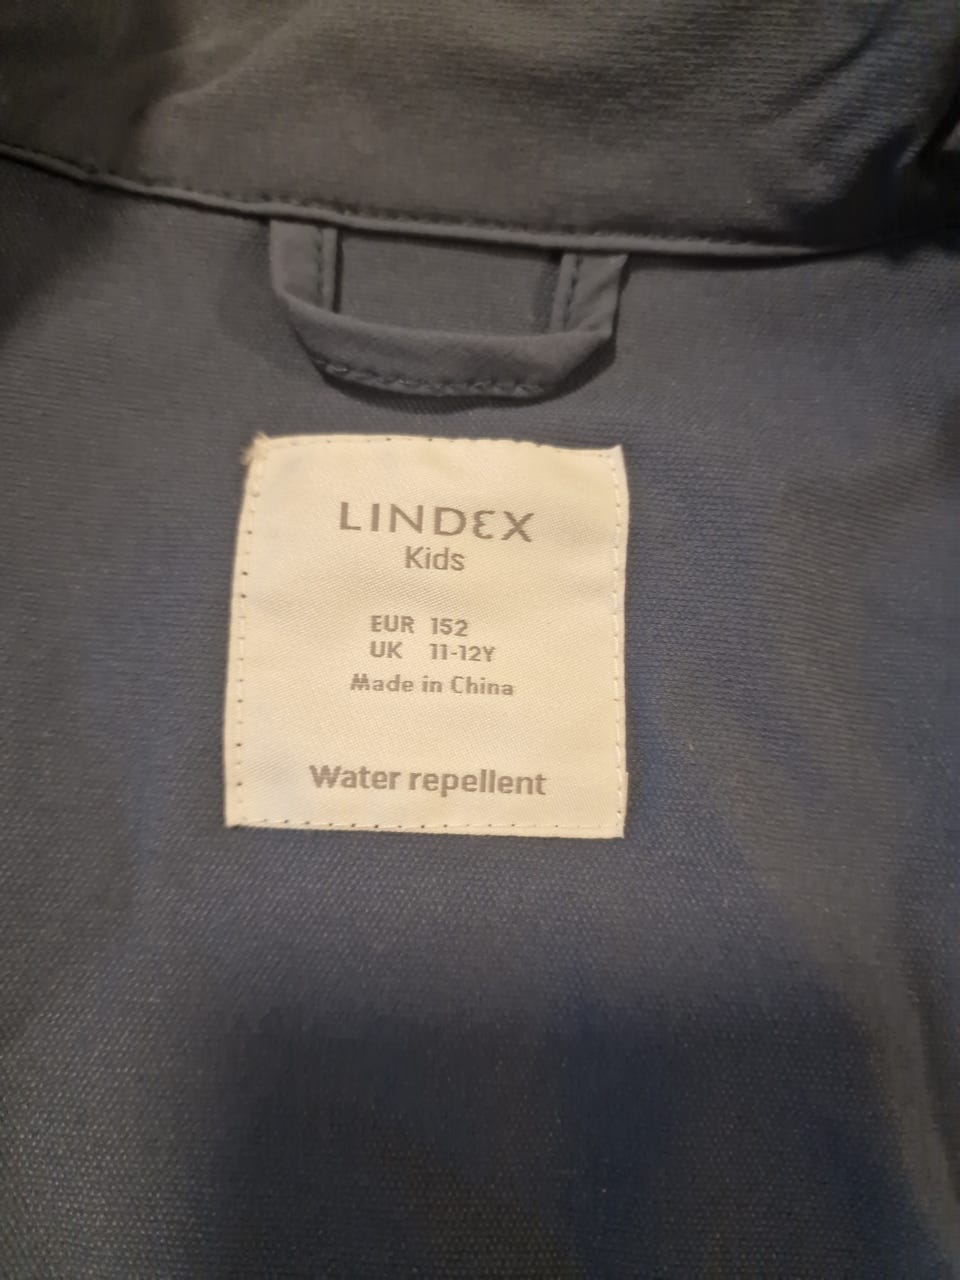 LINDEX
Kids
EUR 152
UK 11-12Y
Made in China
Water repellent